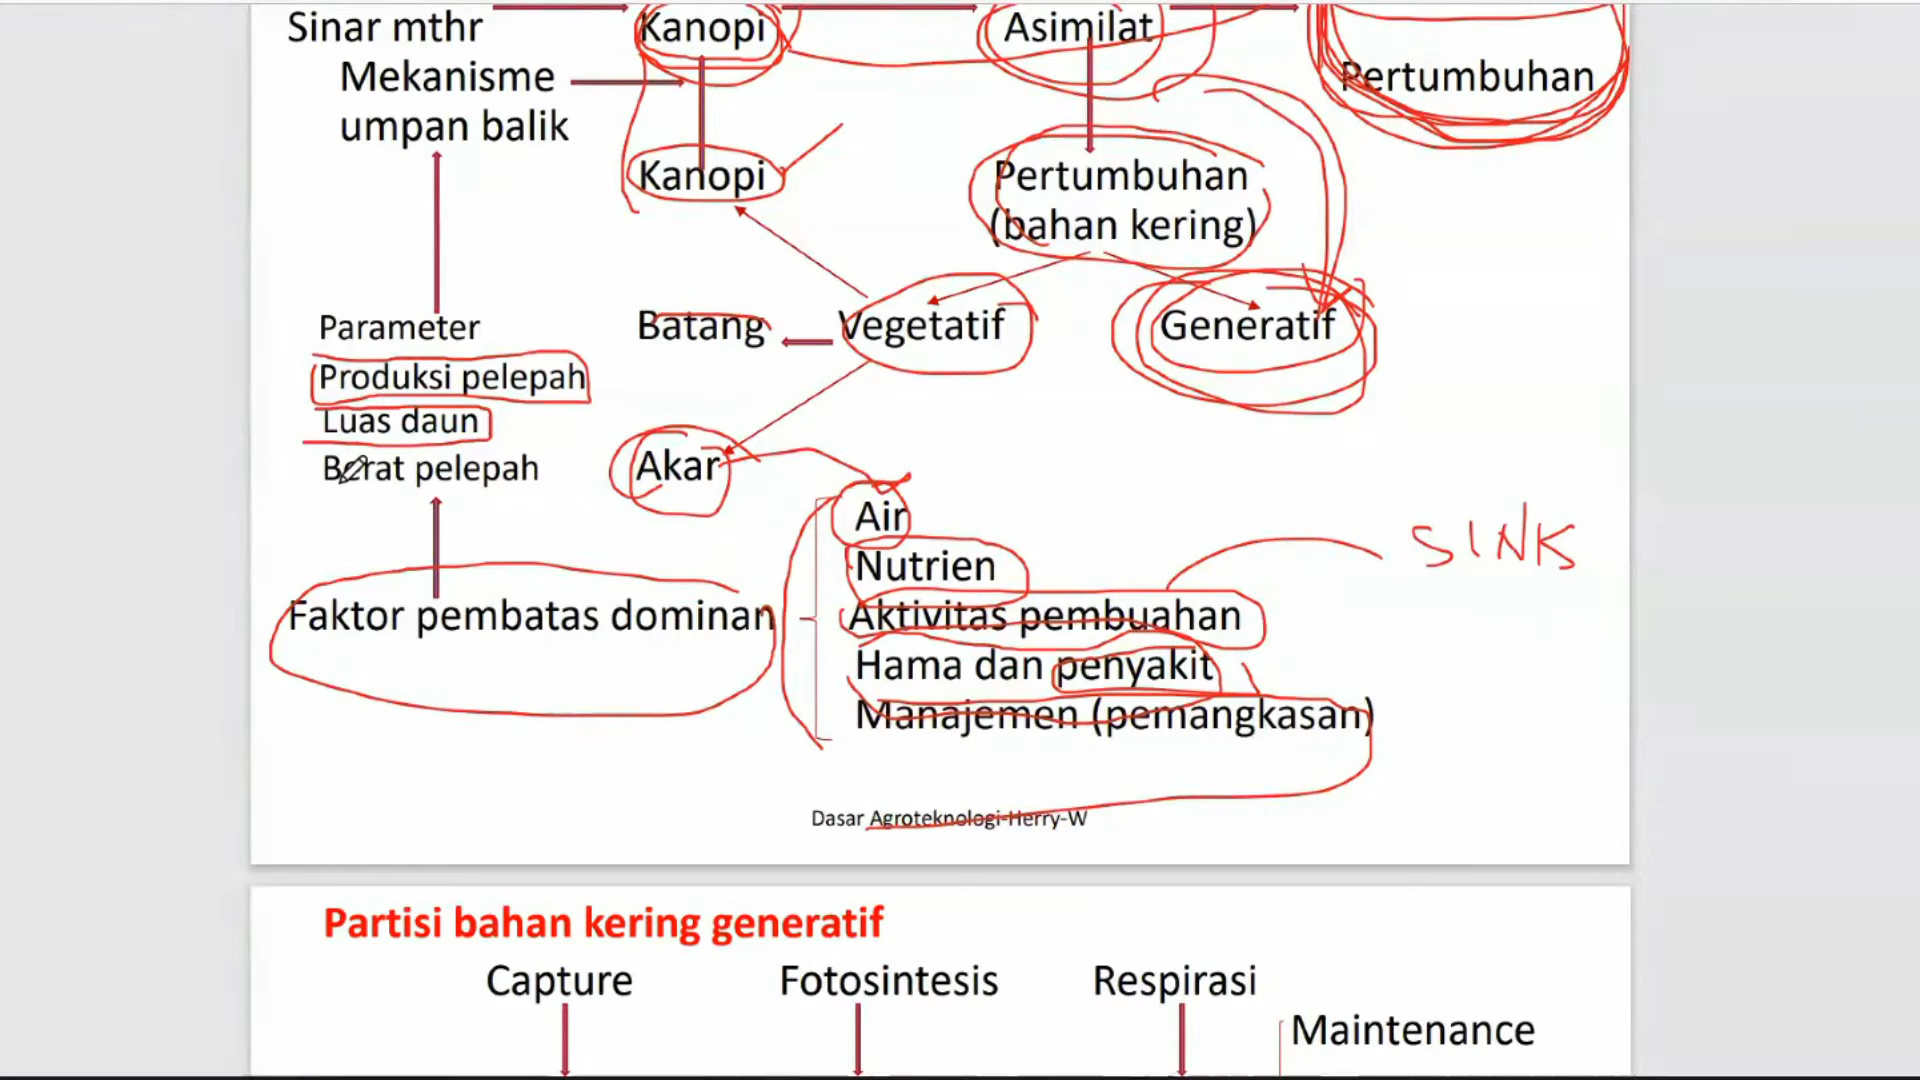 Sinar mthr Kanopi Asimilat
Mekanisme Pertumbuhan
umpan balik
Kanopi Pertumbuhan
(bahan kering)
Parameter Batang Vegetatif Generatif
Produksi pelepah
Luas daun
Berat pelepah Akar
Air
SINK
Nutrien
Faktor pembatas dominan Aktivitas pembuahan
Hama dan penyakit
Manajemen (pemangkasan)
Dasar Agroteknologi-Herry-W
Partisi bahan kering generatif
Capture Fotosintesis Respirasi
Maintenance